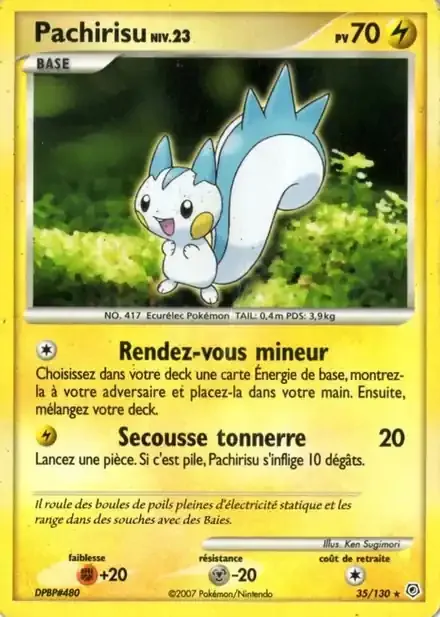 Pachirisu NIV.23
PV 70
BASE
NO. 417 Ecurélec Pokémon TAIL: 0,4m PDS: 3,9kg
Rendez-vous mineur
Choisissez dans votre deck une carte Énergie de base, montrez-
la à votre adversaire et placez-la dans votre main. Ensuite,
mélangez votre deck.
Secousse tonnerre 20
Lancez une pièce. Si c'est pile, Pachirisu s'inflige 10 dégâts.
Il roule des boules de poils pleines d'électricité statique et les
range dans des souches avec des Baies.
Illus. Ken Sugimori
faiblesse résistance coût de retraite
+20 -20
DPBP#480 ©2007 Pokémon/Nintendo 35/130 ★